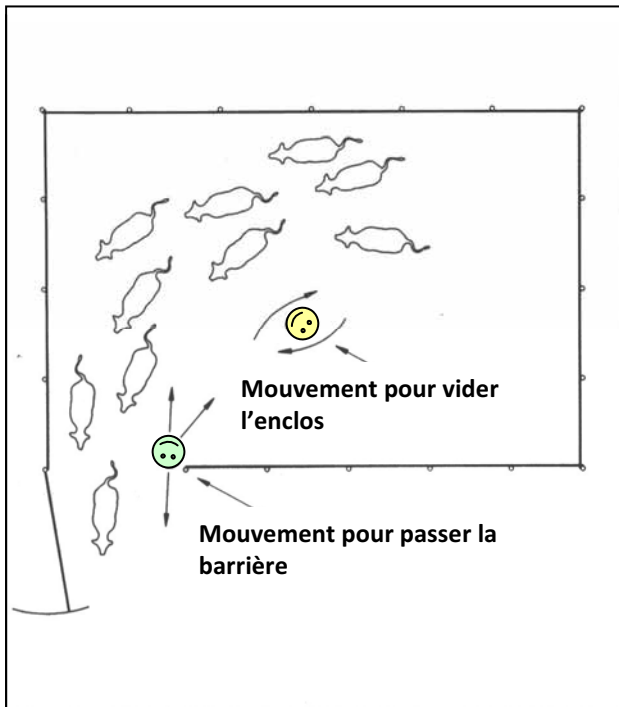 Mouvement pour vider
l’enclos
Mouvement pour passer la
barrière